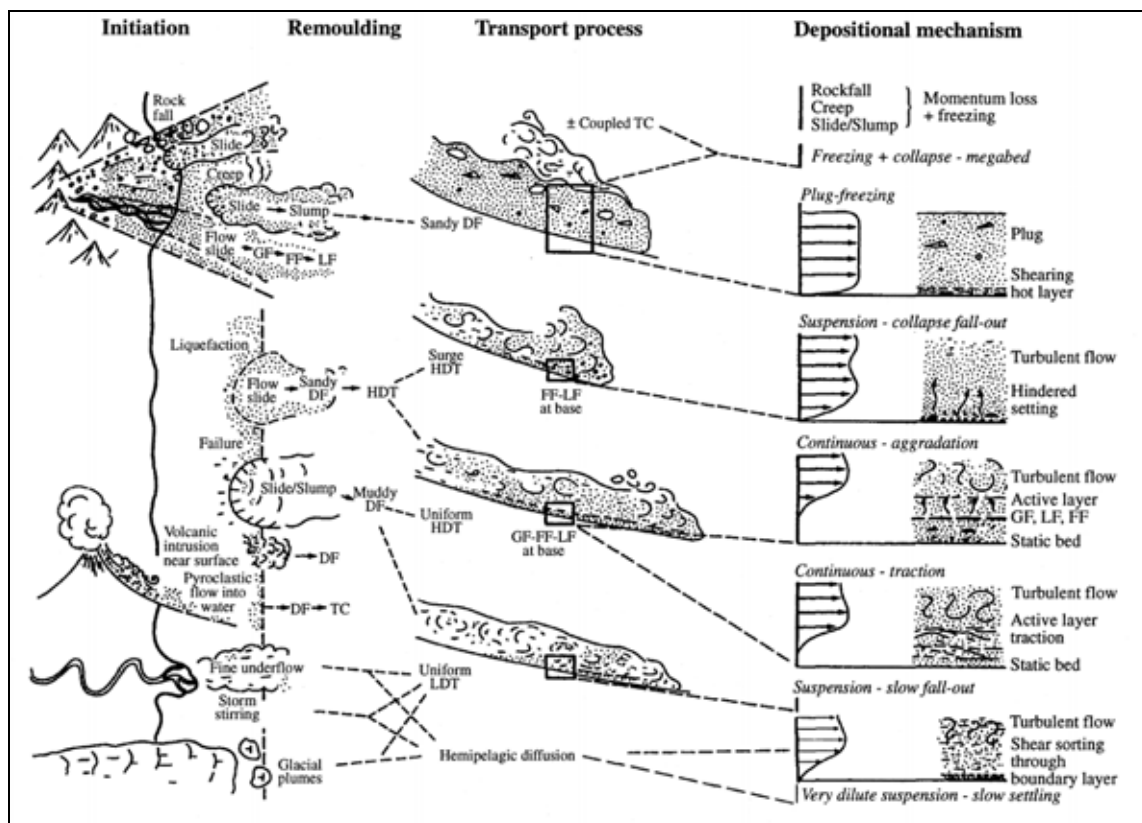 Initiation
Remoulding
Transport process
Depositional mechanism
Rock
fall
Slide
Creep
Slide → Slump
Flow
slide
GF → FF → LF
Sandy DF
± Coupled TC
Rockfall
Creep
Slide/Slump
Momentum loss
+ freezing
Freezing + collapse - megabed
Plug-freezing
Plug
Shearing
hot layer
Liquefaction
Flow
slide
Sandy
DF
HDT
Surge
HDT
FF-LF
at base
Suspension - collapse fall-out
Turbulent flow
Hindered
setting
Failure
Slide/Slump
Muddy
DF
Uniform
HDT
GF-FF-LF
at base
Continuous - aggradation
Turbulent flow
Active layer
GF, LF, FF
Static bed
Volcanic
intrusion
near surface
DF
Pyroclastic
flow into
water
DF → TC
Continuous - traction
Turbulent flow
Active layer
traction
Static bed
Fine underflow
Storm
stirring
Glacial
plumes
Uniform
LDT
Hemipelagic diffusion
Suspension - slow fall-out
Turbulent flow
Shear sorting
through
boundary layer
Very dilute suspension - slow settling